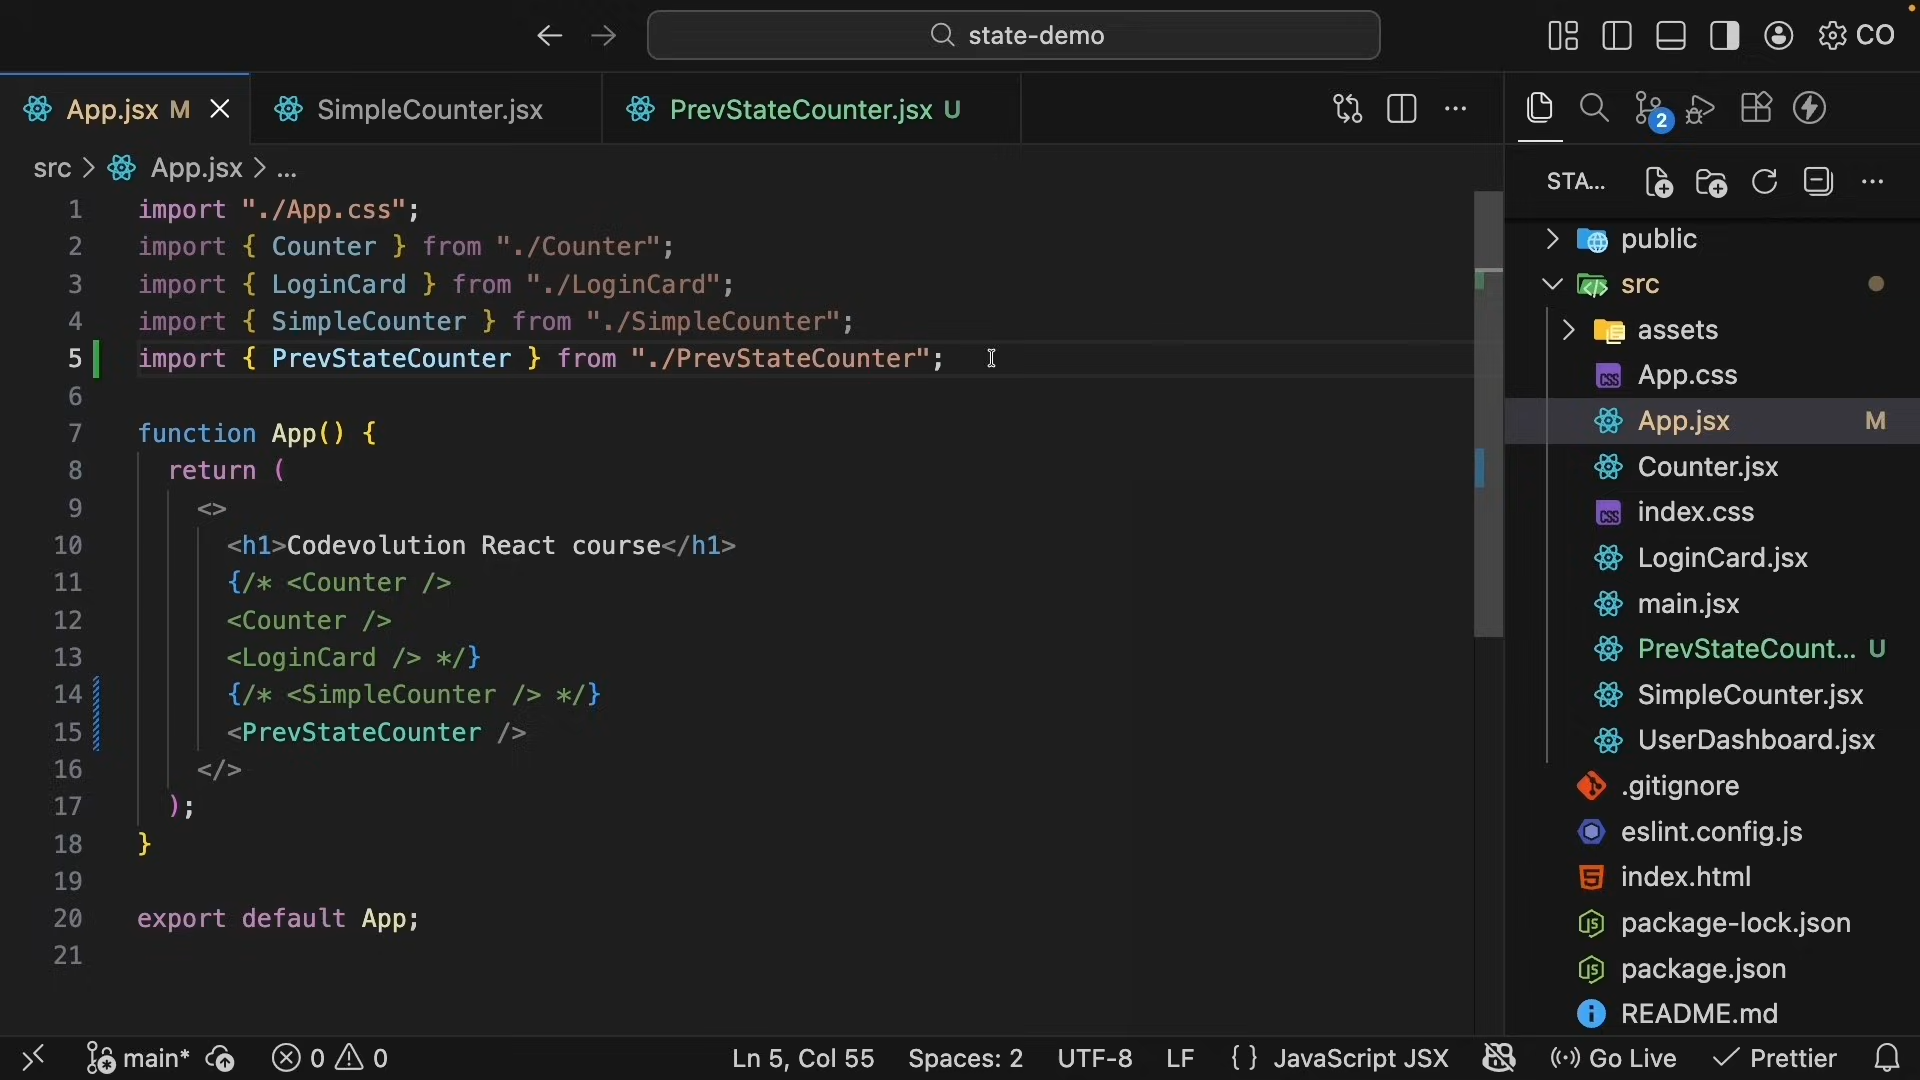 state-demo
CO
App.jsx M
SimpleCounter.jsx
PrevStateCounter.jsx U
2
src > App.jsx > ...
STA...
1 import "./App.css";
2 import { Counter } from "./Counter";
3 import { LoginCard } from "./LoginCard";
4 import { SimpleCounter } from "./SimpleCounter";
5 import { PrevStateCounter } from "./PrevStateCounter";
6
7 function App() {
8 return (
9 <>
10 <h1>Codevolution React course</h1>
11 {/* <Counter />
12 <Counter />
13 <LoginCard /> */}
14 {/* <SimpleCounter /> */}
15 <PrevStateCounter />
16 </>
17 );
18 }
19
20 export default App;
21
public
src
assets
App.css
App.jsx M
Counter.jsx
index.css
LoginCard.jsx
main.jsx
PrevStateCount... U
SimpleCounter.jsx
UserDashboard.jsx
.gitignore
eslint.config.js
index.html
package-lock.json
package.json
README.md
main* 0 0 Ln 5, Col 55 Spaces: 2 UTF-8 LF { } JavaScript JSX Go Live Prettier